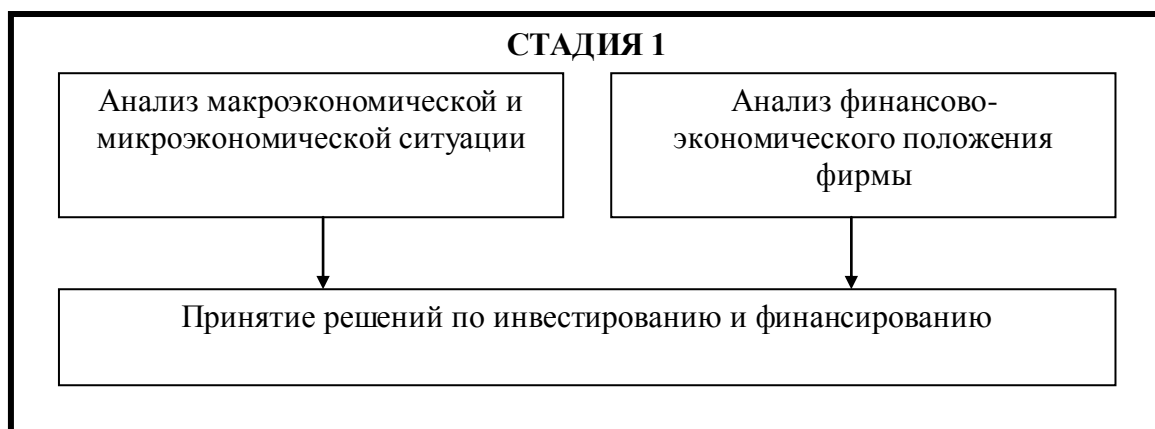 СТАДИЯ 1
Анализ макроэкономической и
микроэкономической ситуации
Анализ финансово-
экономического положения
фирмы
Принятие решений по инвестированию и финансированию